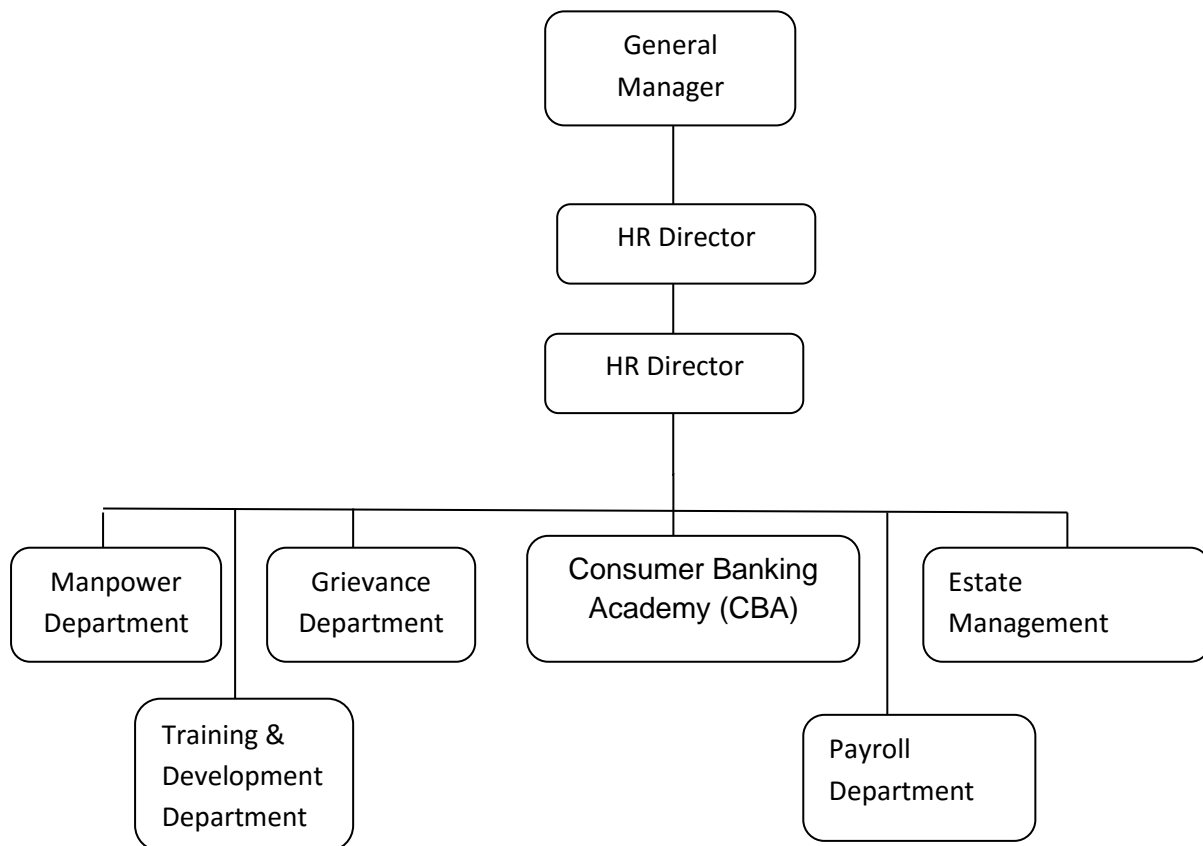 General
Manager
HR Director
HR Director
Manpower
Department
Grievance
Department
Consumer Banking
Academy (CBA)
Estate
Management
Training &
Development
Department
Payroll
Department